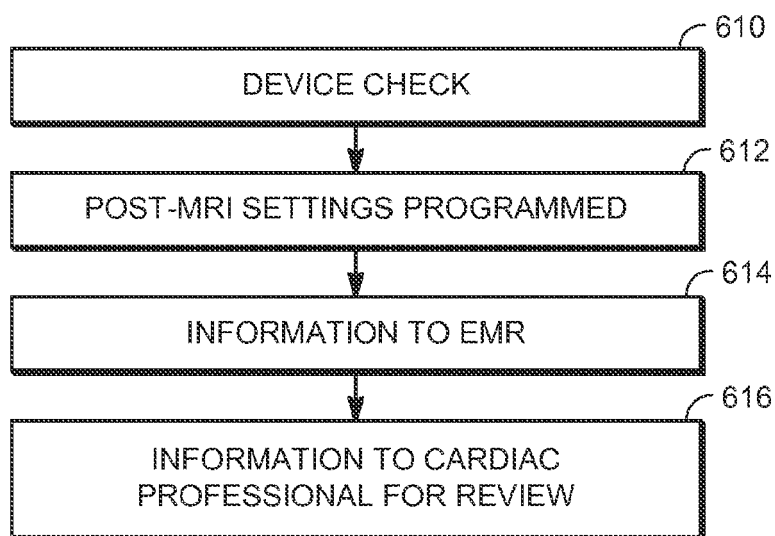 610
DEVICE CHECK
612
POST-MRI SETTINGS PROGRAMMED
614
INFORMATION TO EMR
616
INFORMATION TO CARDIAC
PROFESSIONAL FOR REVIEW